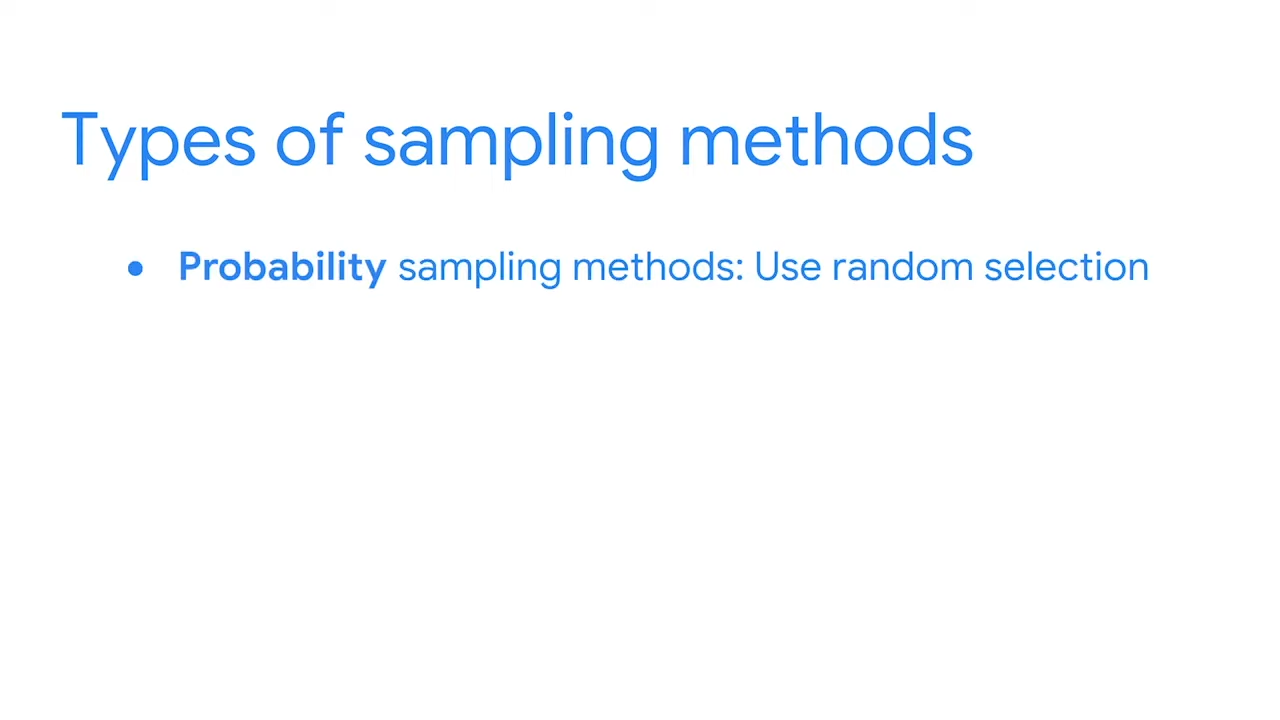 Types of sampling methods
● Probability sampling methods: Use random selection